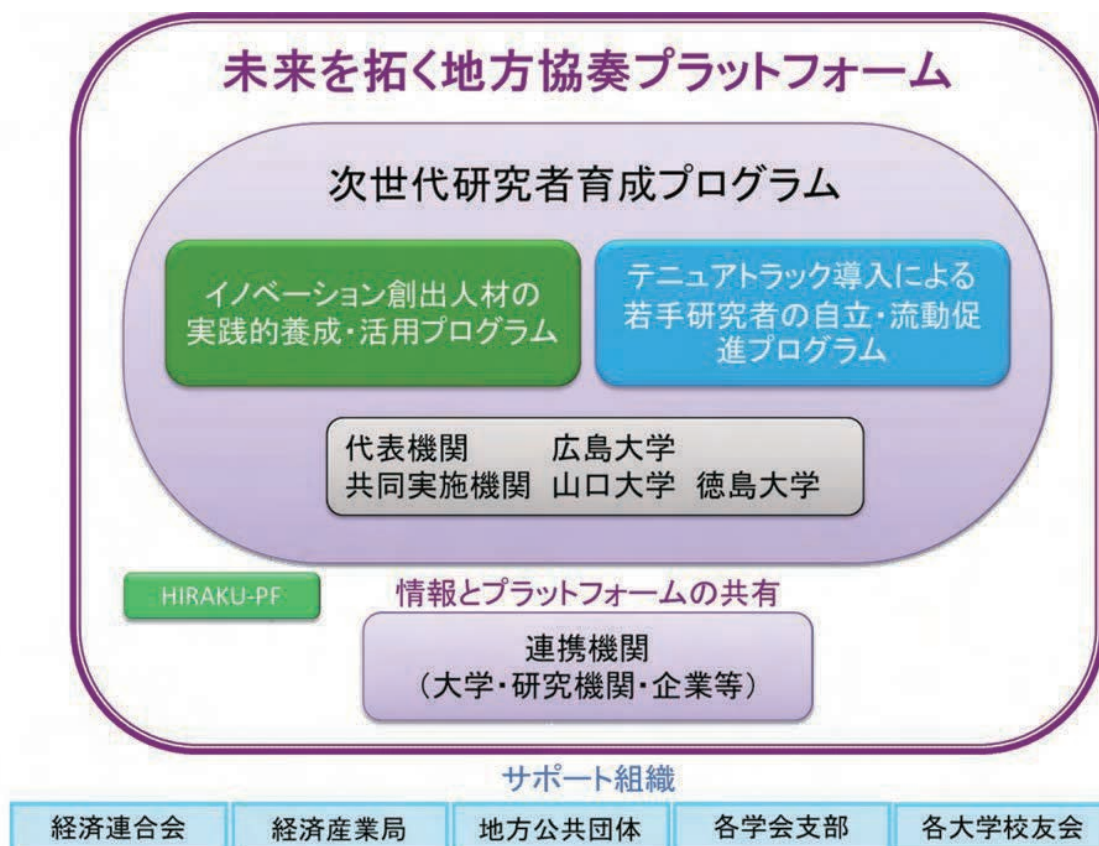 未来を拓く地方協奏プラットフォーム
次世代研究者育成プログラム
イノベーション創出人材の
実践的養成・活用プログラム
テニュアトラック導入による
若手研究者の自立・流動促
進プログラム
代表機関 広島大学
共同実施機関 山口大学 徳島大学
HIRAKU-PF
情報とプラットフォームの共有
連携機関
（大学・研究機関・企業等）
サポート組織
経済連合会
経済産業局
地方公共団体
各学会支部
各大学校友会